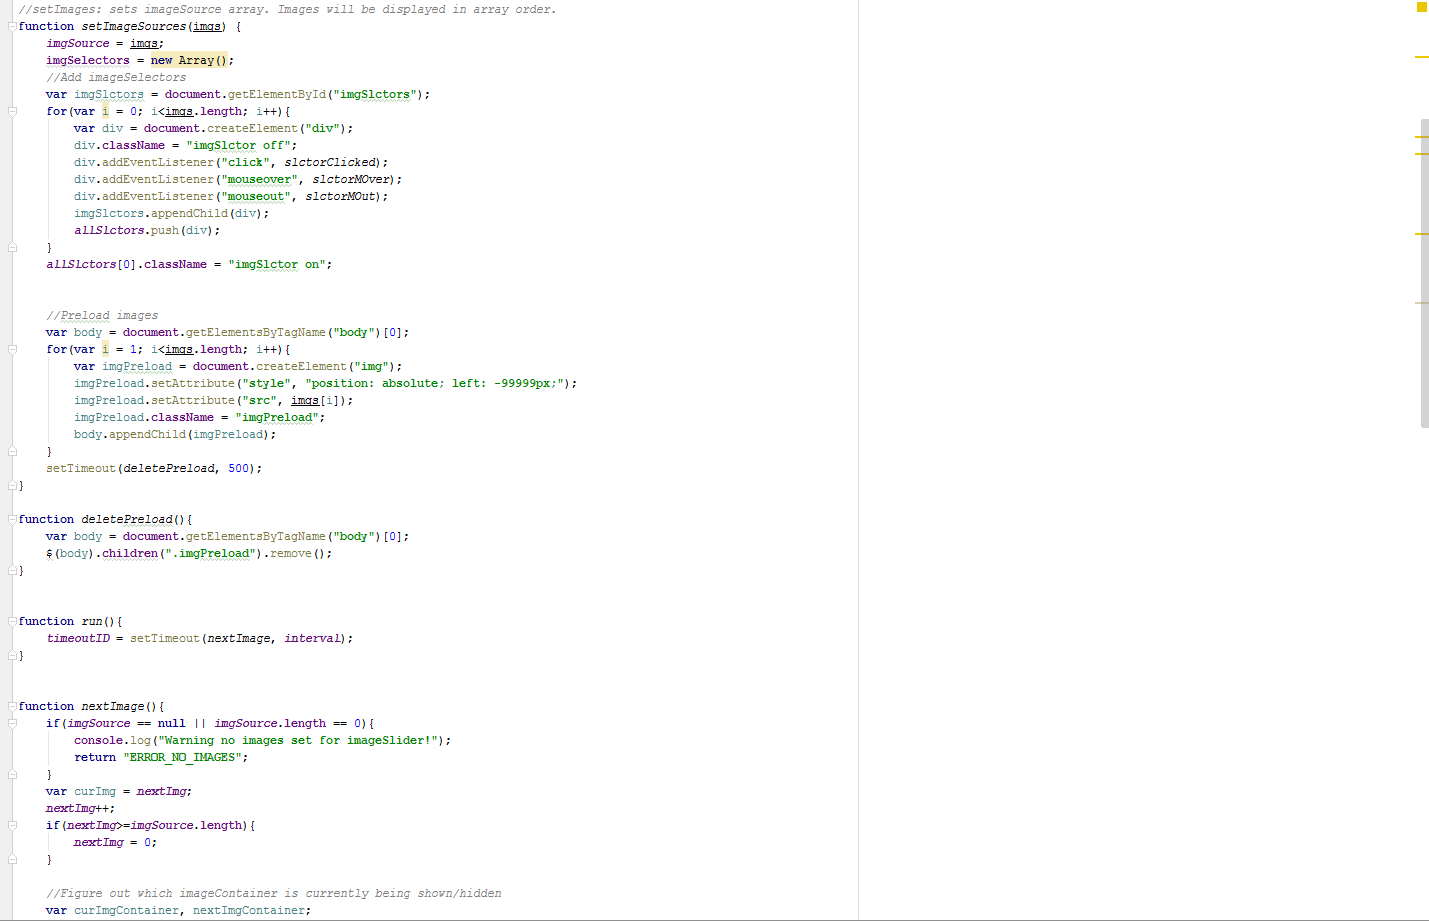 //setImages: sets imageSource array. Images will be displayed in array order.
function setImageSources(imgs) {
    imgSource = imgs;
    imgSelectors = new Array();
    //Add imageSelectors
    var imgSlctors = document.getElementById("imgSlctors");
    for(var i = 0; i<imgs.length; i++){
        var div = document.createElement("div");
        div.className = "imgSlctor off";
        div.addEventListener("click", slctorClicked);
        div.addEventListener("mouseover", slctorMOver);
        div.addEventListener("mouseout", slctorMOut);
        imgSlctors.appendChild(div);
        allSlctors.push(div);
    }
    allSlctors[0].className = "imgSlctor on";
    //Preload images
    var body = document.getElementsByTagName("body")[0];
    for(var i = 1; i<imgs.length; i++){
        var imgPreload = document.createElement("img");
        imgPreload.setAttribute("style", "position: absolute; left: -99999px;");
        imgPreload.setAttribute("src", imgs[i]);
        imgPreload.className = "imgPreload";
        body.appendChild(imgPreload);
    }
    setTimeout(deletePreload, 500);
}
function deletePreload(){
    var body = document.getElementsByTagName("body")[0];
    $(body).children(".imgPreload").remove();
}
function run(){
    timeoutID = setTimeout(nextImage, interval);
}
function nextImage(){
    if(imgSource == null || imgSource.length == 0){
        console.log("Warning no images set for imageSlider!");
        return "ERROR_NO_IMAGES";
    }
    var curImg = nextImg;
    nextImg++;
    if(nextImg>=imgSource.length){
        nextImg = 0;
    }
    //Figure out which imageContainer is currently being shown/hidden
    var curImgContainer, nextImgContainer;